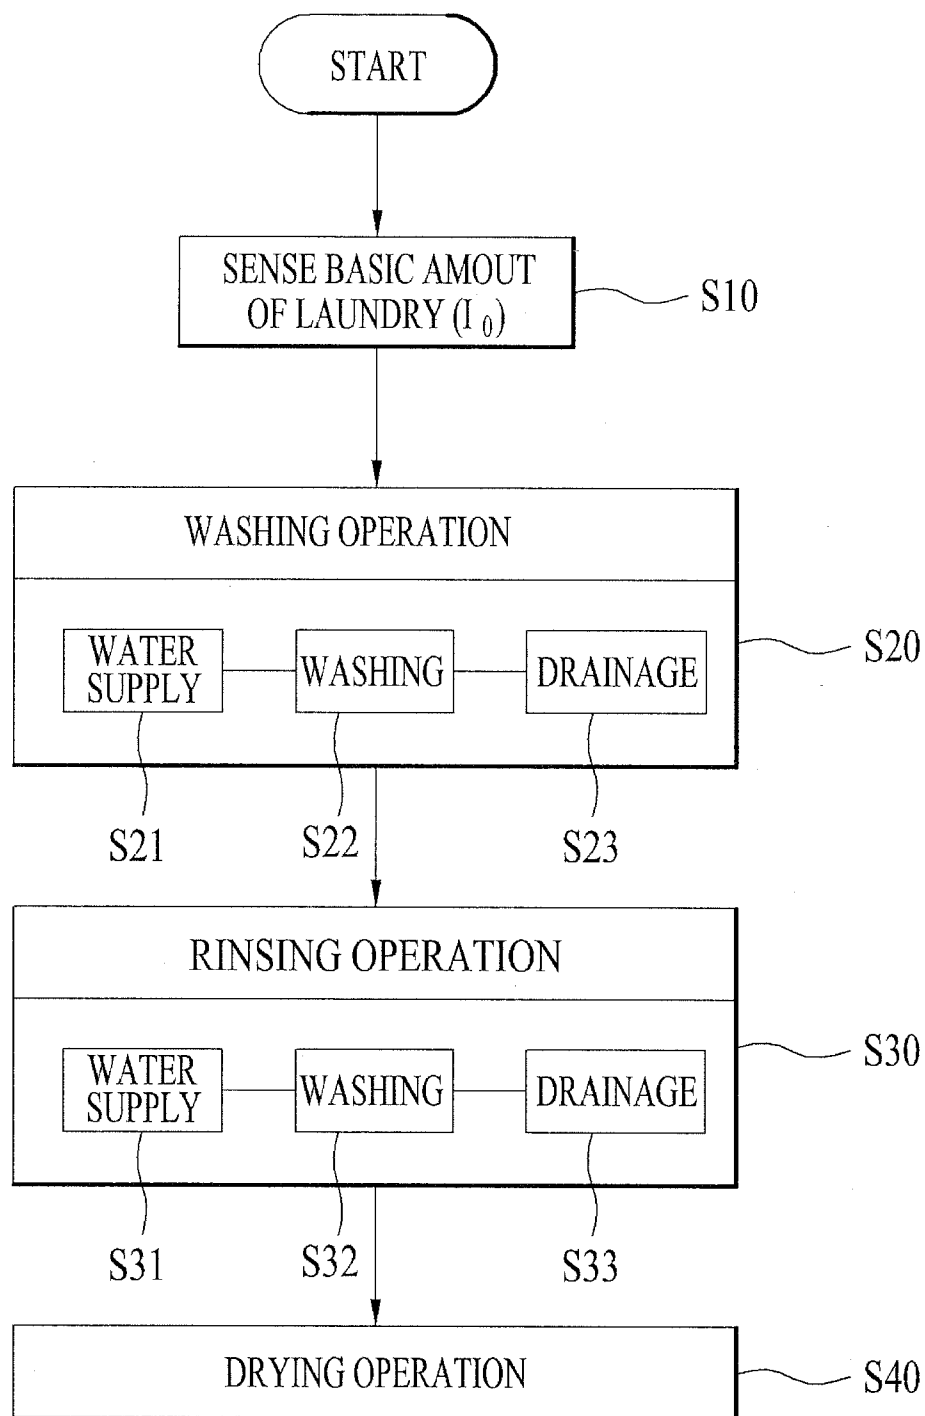 START
SENSE BASIC AMOUT
OF LAUNDRY (I 0)
S10
WASHING OPERATION
S20
WATER
SUPPLY
WASHING
DRAINAGE
S21
S22
S23
RINSING OPERATION
S30
WATER
SUPPLY
WASHING
DRAINAGE
S31
S32
S33
DRYING OPERATION
S40